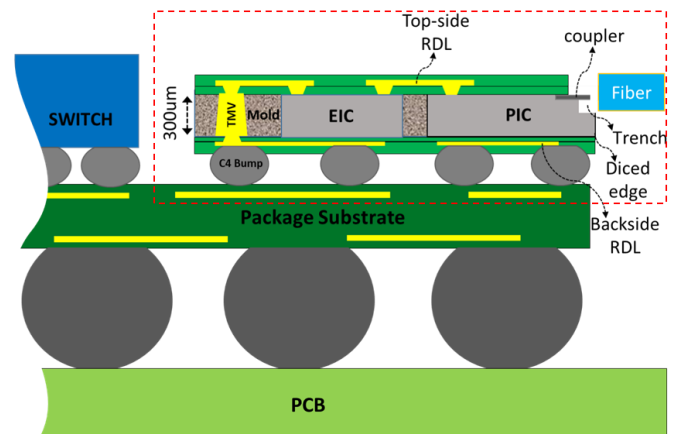 Top-side
RDL
coupler
SWITCH
300um
TMV
Mold
EIC
PIC
Fiber
Trench
C4 Bump
Diced
edge
Package Substrate
Backside
RDL
PCB